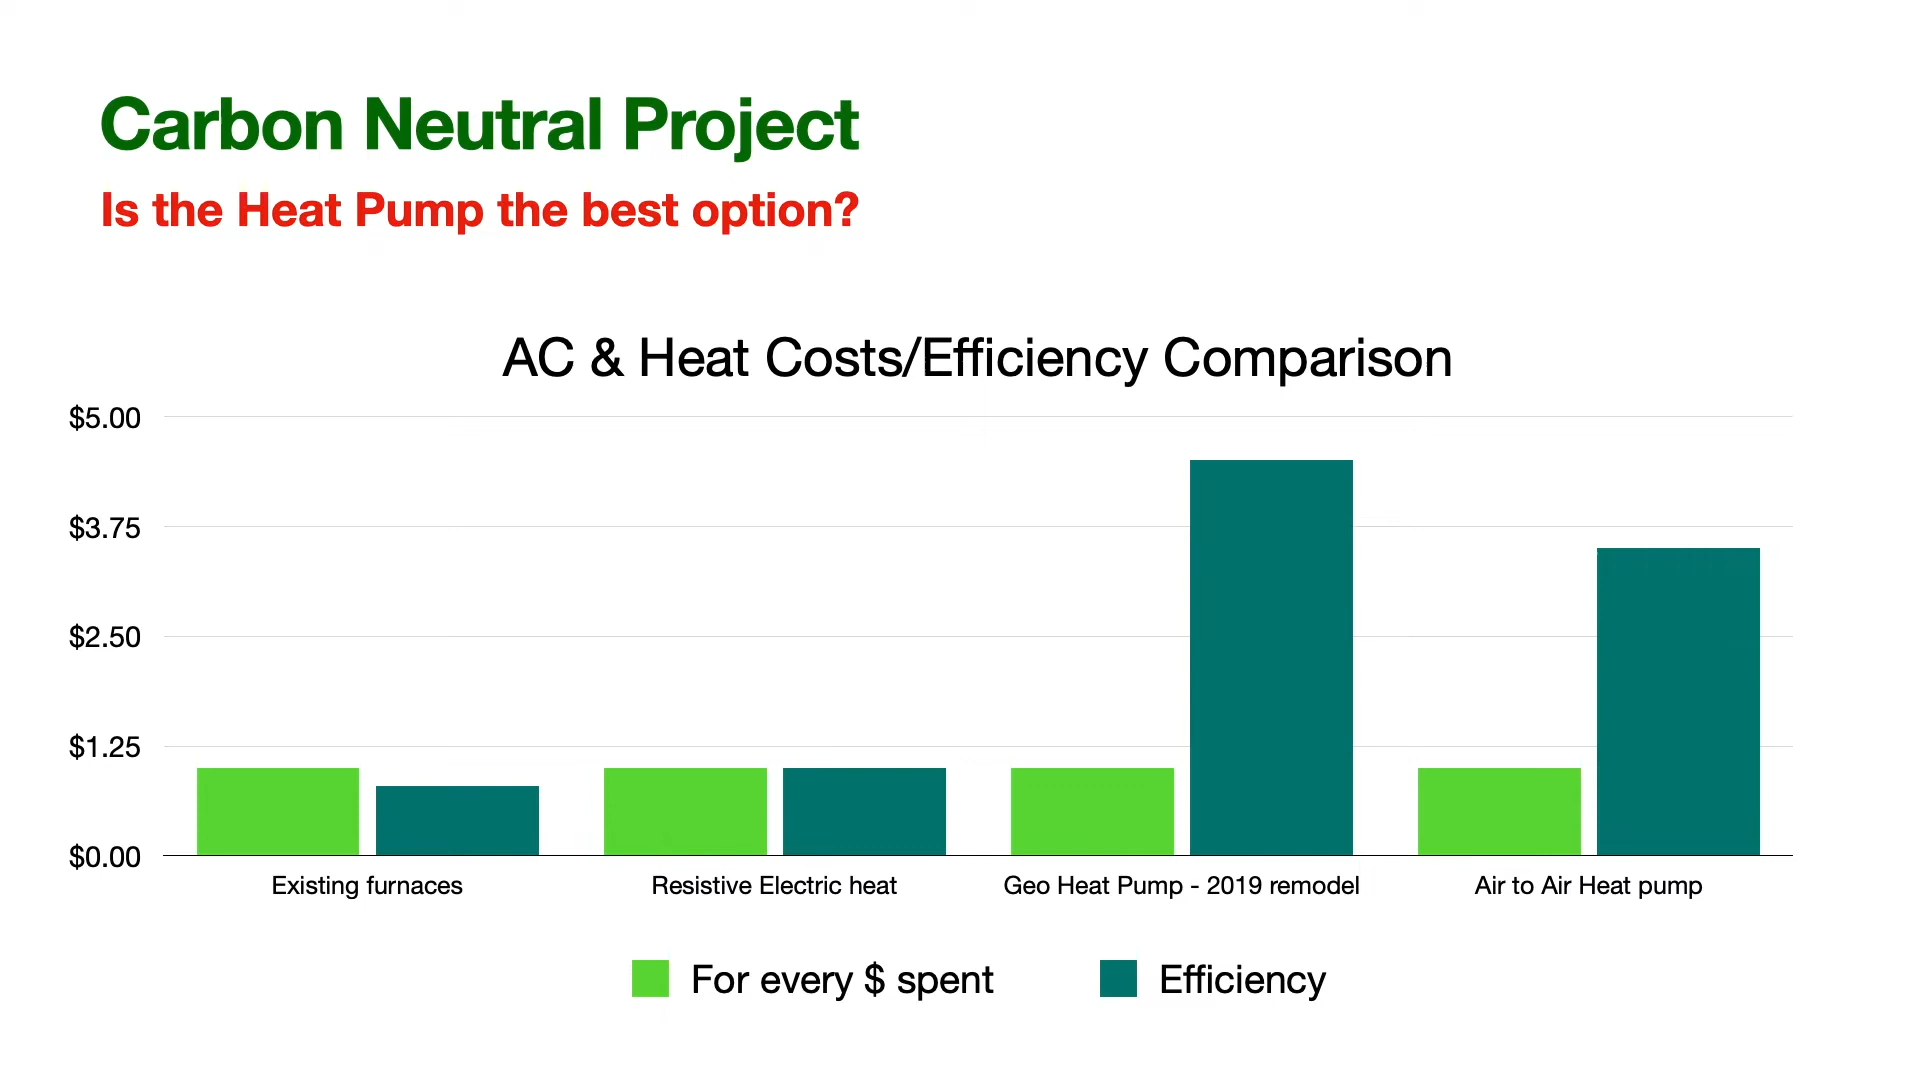 Carbon Neutral Project
Is the Heat Pump the best option?
AC & Heat Costs/Efficiency Comparison
$5.00
$3.75
$2.50
$1.25
$0.00
Existing furnaces
Resistive Electric heat
Geo Heat Pump - 2019 remodel
Air to Air Heat pump
For every $ spent
Efficiency